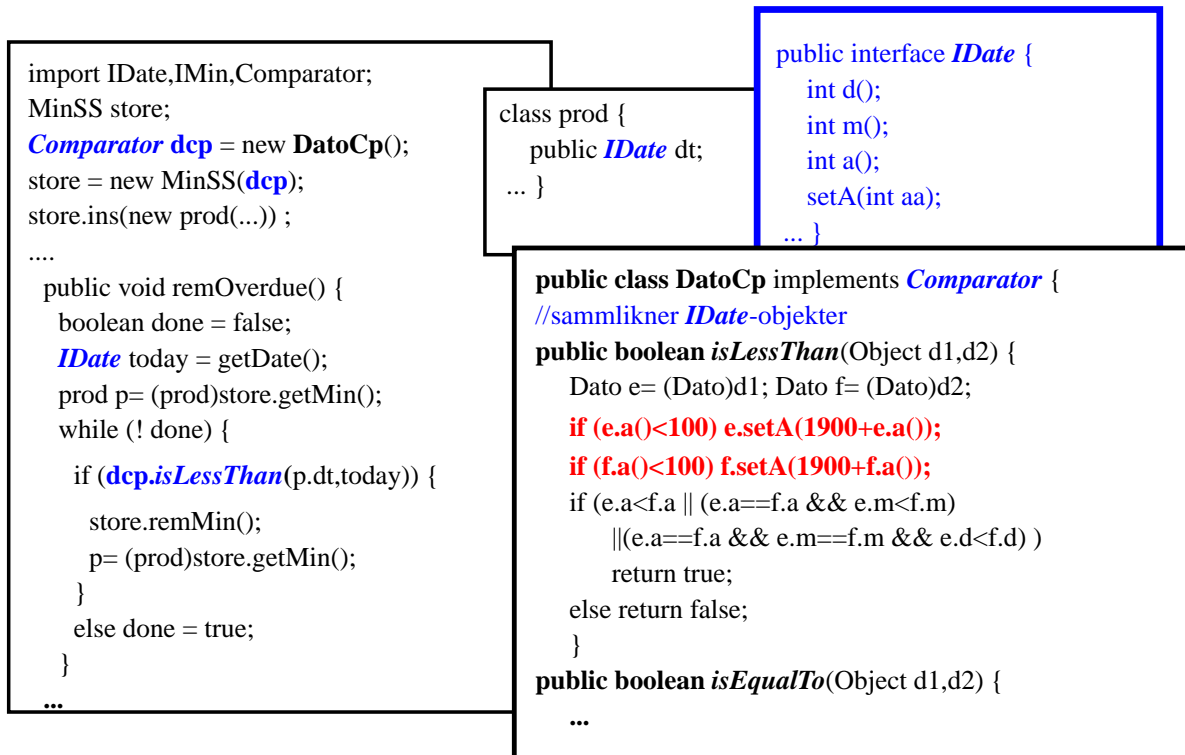 import IDate,IMin,Comparator;
MinSS store;
Comparator dcp = new DatoCp();
store = new MinSS(dcp);
store.ins(new prod(...)) ;
....
public void remOverdue() {
boolean done = false;
IDate today = getDate();
prod p= (prod)store.getMin();
while (! done) {
if (dcp.isLessThan(p.dt,today)) {
store.remMin();
p= (prod)store.getMin();
}
else done = true;
}
...
class prod {
public IDate dt;
... }
public interface IDate {
int d();
int m();
int a();
setA(int aa);
... }
public class DatoCp implements Comparator {
//sammlikner IDate-objekter
public boolean isLessThan(Object d1,d2) {
Dato e= (Dato)d1; Dato f= (Dato)d2;
if (e.a()<100) e.setA(1900+e.a());
if (f.a()<100) f.setA(1900+f.a());
if (e.a<f.a || (e.a==f.a && e.m<f.m)
||(e.a==f.a && e.m==f.m && e.d<f.d) )
return true;
else return false;
}
public boolean isEqualTo(Object d1,d2) {
...